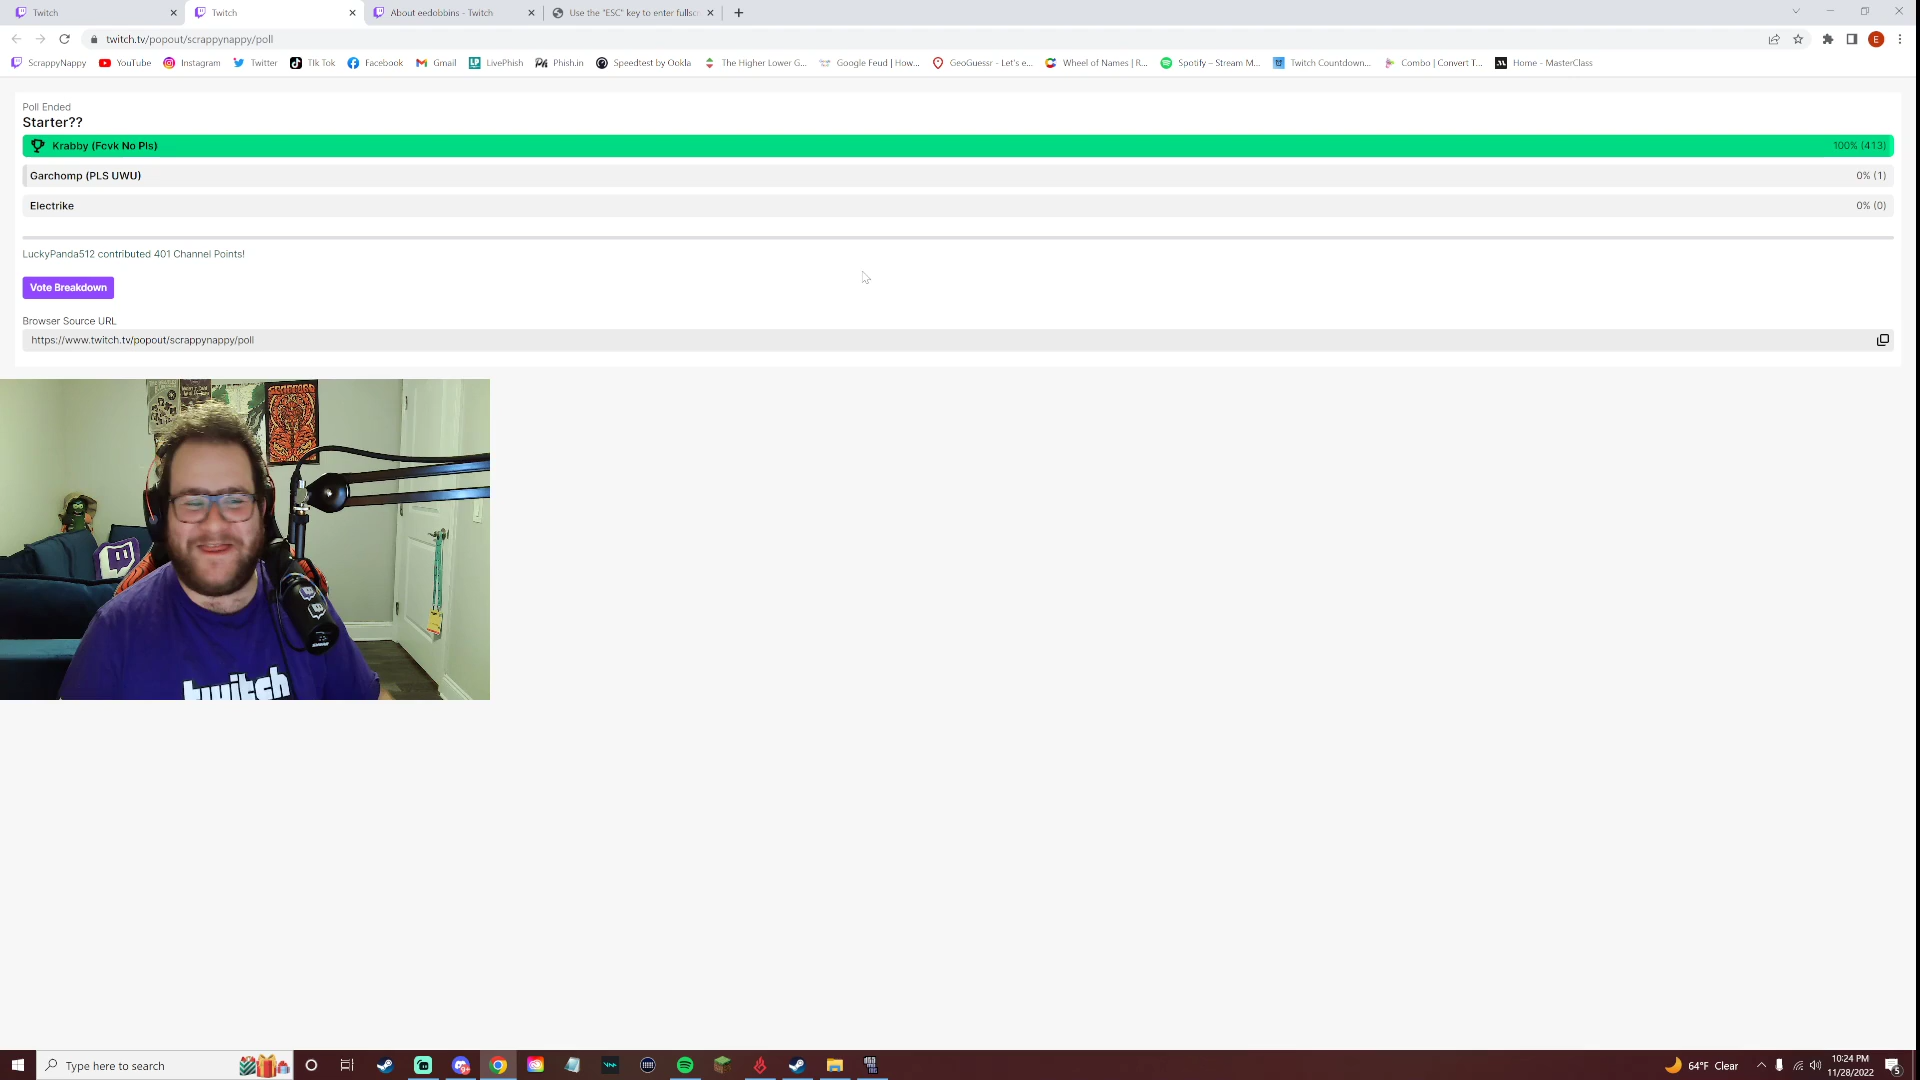 Twitch
Twitch
About eedobbins - Twitch
Use the "ESC" key to enter fullscr
twitch.tv/popout/scrappynappy/poll
E
ScrappyNappy
YouTube
Instagram
Twitter
Tik Tok
Facebook
Gmail
LivePhish
Phish.in
Speedtest by Ookla
The Higher Lower G...
Google Feud | How...
GeoGuessr - Let's e...
Wheel of Names | R...
Spotify – Stream M...
Twitch Countdown...
Combo | Convert T...
Home - MasterClass
Poll Ended
Starter??
Krabby (Fcvk No Pls) 100% (413)
Garchomp (PLS UWU) 0% (1)
Electrike 0% (0)
LuckyPanda512 contributed 401 Channel Points!
Vote Breakdown
Browser Source URL
https://www.twitch.tv/popout/scrappynappy/poll
twitch
Type here to search
64°F Clear
10:24 PM
11/28/2022
5